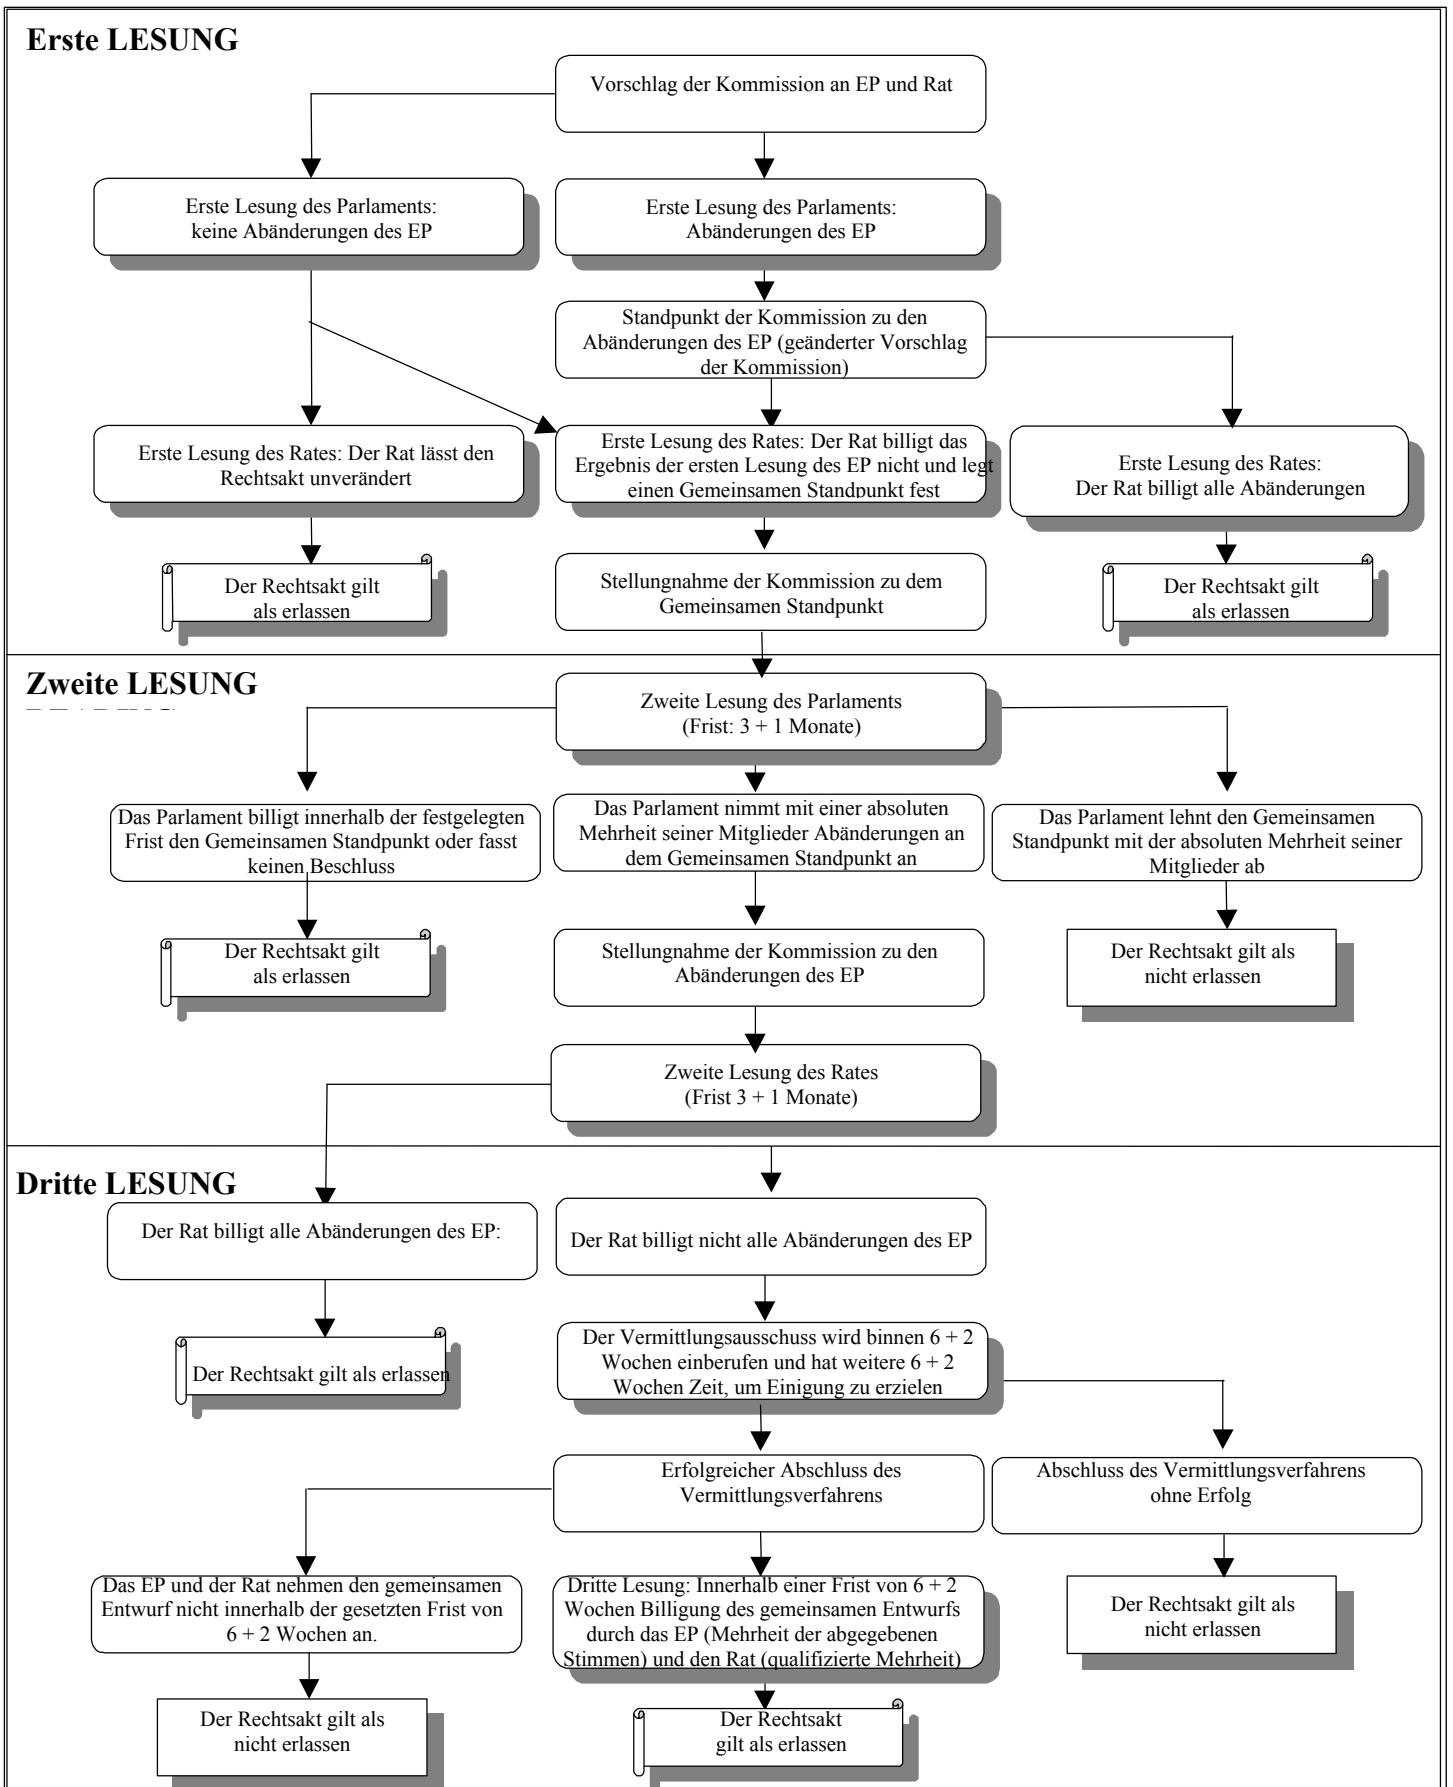 Erste LESUNG
Vorschlag der Kommission an EP und Rat
Erste Lesung des Parlaments:
keine Abänderungen des EP
Erste Lesung des Parlaments:
Abänderungen des EP
Standpunkt der Kommission zu den
Abänderungen des EP (geänderter Vorschlag
der Kommission)
Erste Lesung des Rates: Der Rat lässt den
Rechtsakt unverändert
Erste Lesung des Rates: Der Rat billigt das
Ergebnis der ersten Lesung des EP nicht und legt
einen Gemeinsamen Standpunkt fest
Erste Lesung des Rates:
Der Rat billigt alle Abänderungen
Der Rechtsakt gilt
als erlassen
Stellungnahme der Kommission zu dem
Gemeinsamen Standpunkt
Der Rechtsakt gilt
als erlassen
Zweite LESUNG
Zweite Lesung des Parlaments
(Frist: 3 + 1 Monate)
Das Parlament billigt innerhalb der festgelegten
Frist den Gemeinsamen Standpunkt oder fasst
keinen Beschluss
Das Parlament nimmt mit einer absoluten
Mehrheit seiner Mitglieder Abänderungen an
dem Gemeinsamen Standpunkt an
Das Parlament lehnt den Gemeinsamen
Standpunkt mit der absoluten Mehrheit seiner
Mitglieder ab
Der Rechtsakt gilt
als erlassen
Stellungnahme der Kommission zu den
Abänderungen des EP
Der Rechtsakt gilt als
nicht erlassen
Zweite Lesung des Rates
(Frist 3 + 1 Monate)
Dritte LESUNG
Der Rat billigt alle Abänderungen des EP:
Der Rat billigt nicht alle Abänderungen des EP
Der Rechtsakt gilt als erlassen
Der Vermittlungsausschuss wird binnen 6 + 2
Wochen einberufen und hat weitere 6 + 2
Wochen Zeit, um Einigung zu erzielen
Erfolgreicher Abschluss des
Vermittlungsverfahrens
Abschluss des Vermittlungsverfahrens
ohne Erfolg
Das EP und der Rat nehmen den gemeinsamen
Entwurf nicht innerhalb der gesetzten Frist von
6 + 2 Wochen an.
Dritte Lesung: Innerhalb einer Frist von 6 + 2
Wochen Billigung des gemeinsamen Entwurfs
durch das EP (Mehrheit der abgegebenen
Stimmen) und den Rat (qualifizierte Mehrheit)
Der Rechtsakt gilt als
nicht erlassen
Der Rechtsakt gilt als
nicht erlassen
Der Rechtsakt
gilt als erlassen